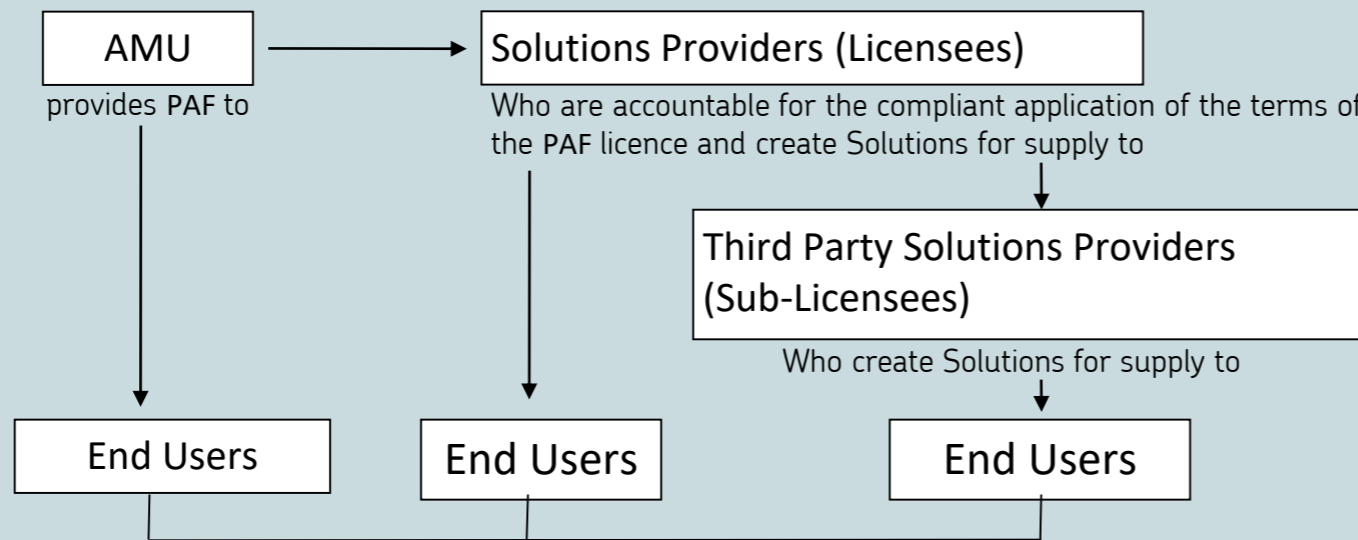 AMU
Solutions Providers (Licensees)
provides PAF to
Who are accountable for the compliant application of the terms of
the PAF licence and create Solutions for supply to
Third Party Solutions Providers
(Sub-Licensees)
Who create Solutions for supply to
End Users
End Users
End Users